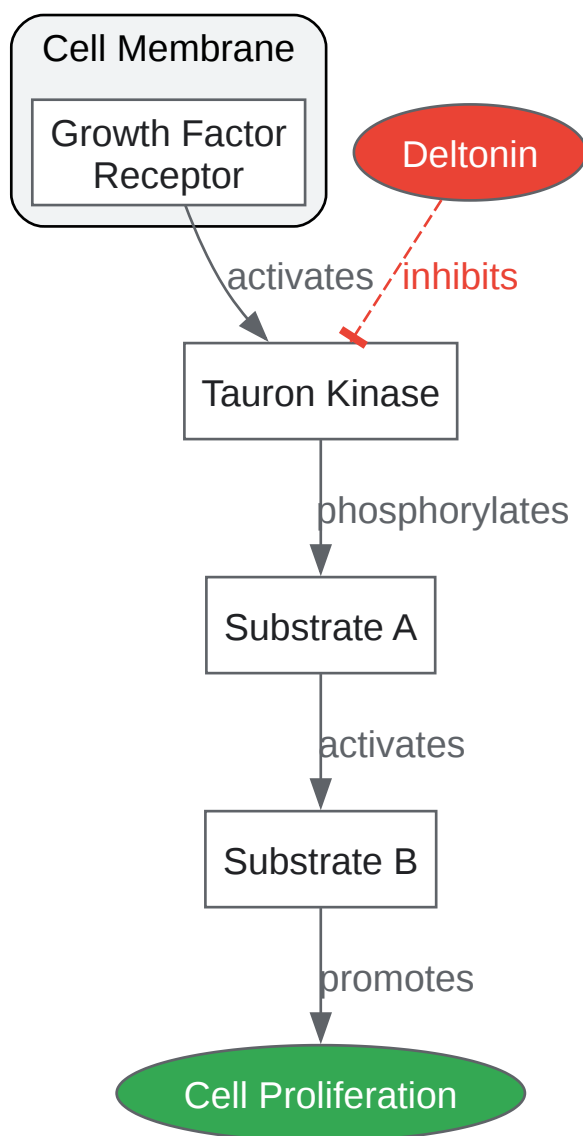 Cell Membrane
Growth Factor
Receptor
Deltonin
activates
inhibits
Tauron Kinase
phosphorylates
Substrate A
activates
Substrate B
promotes
Cell Proliferation